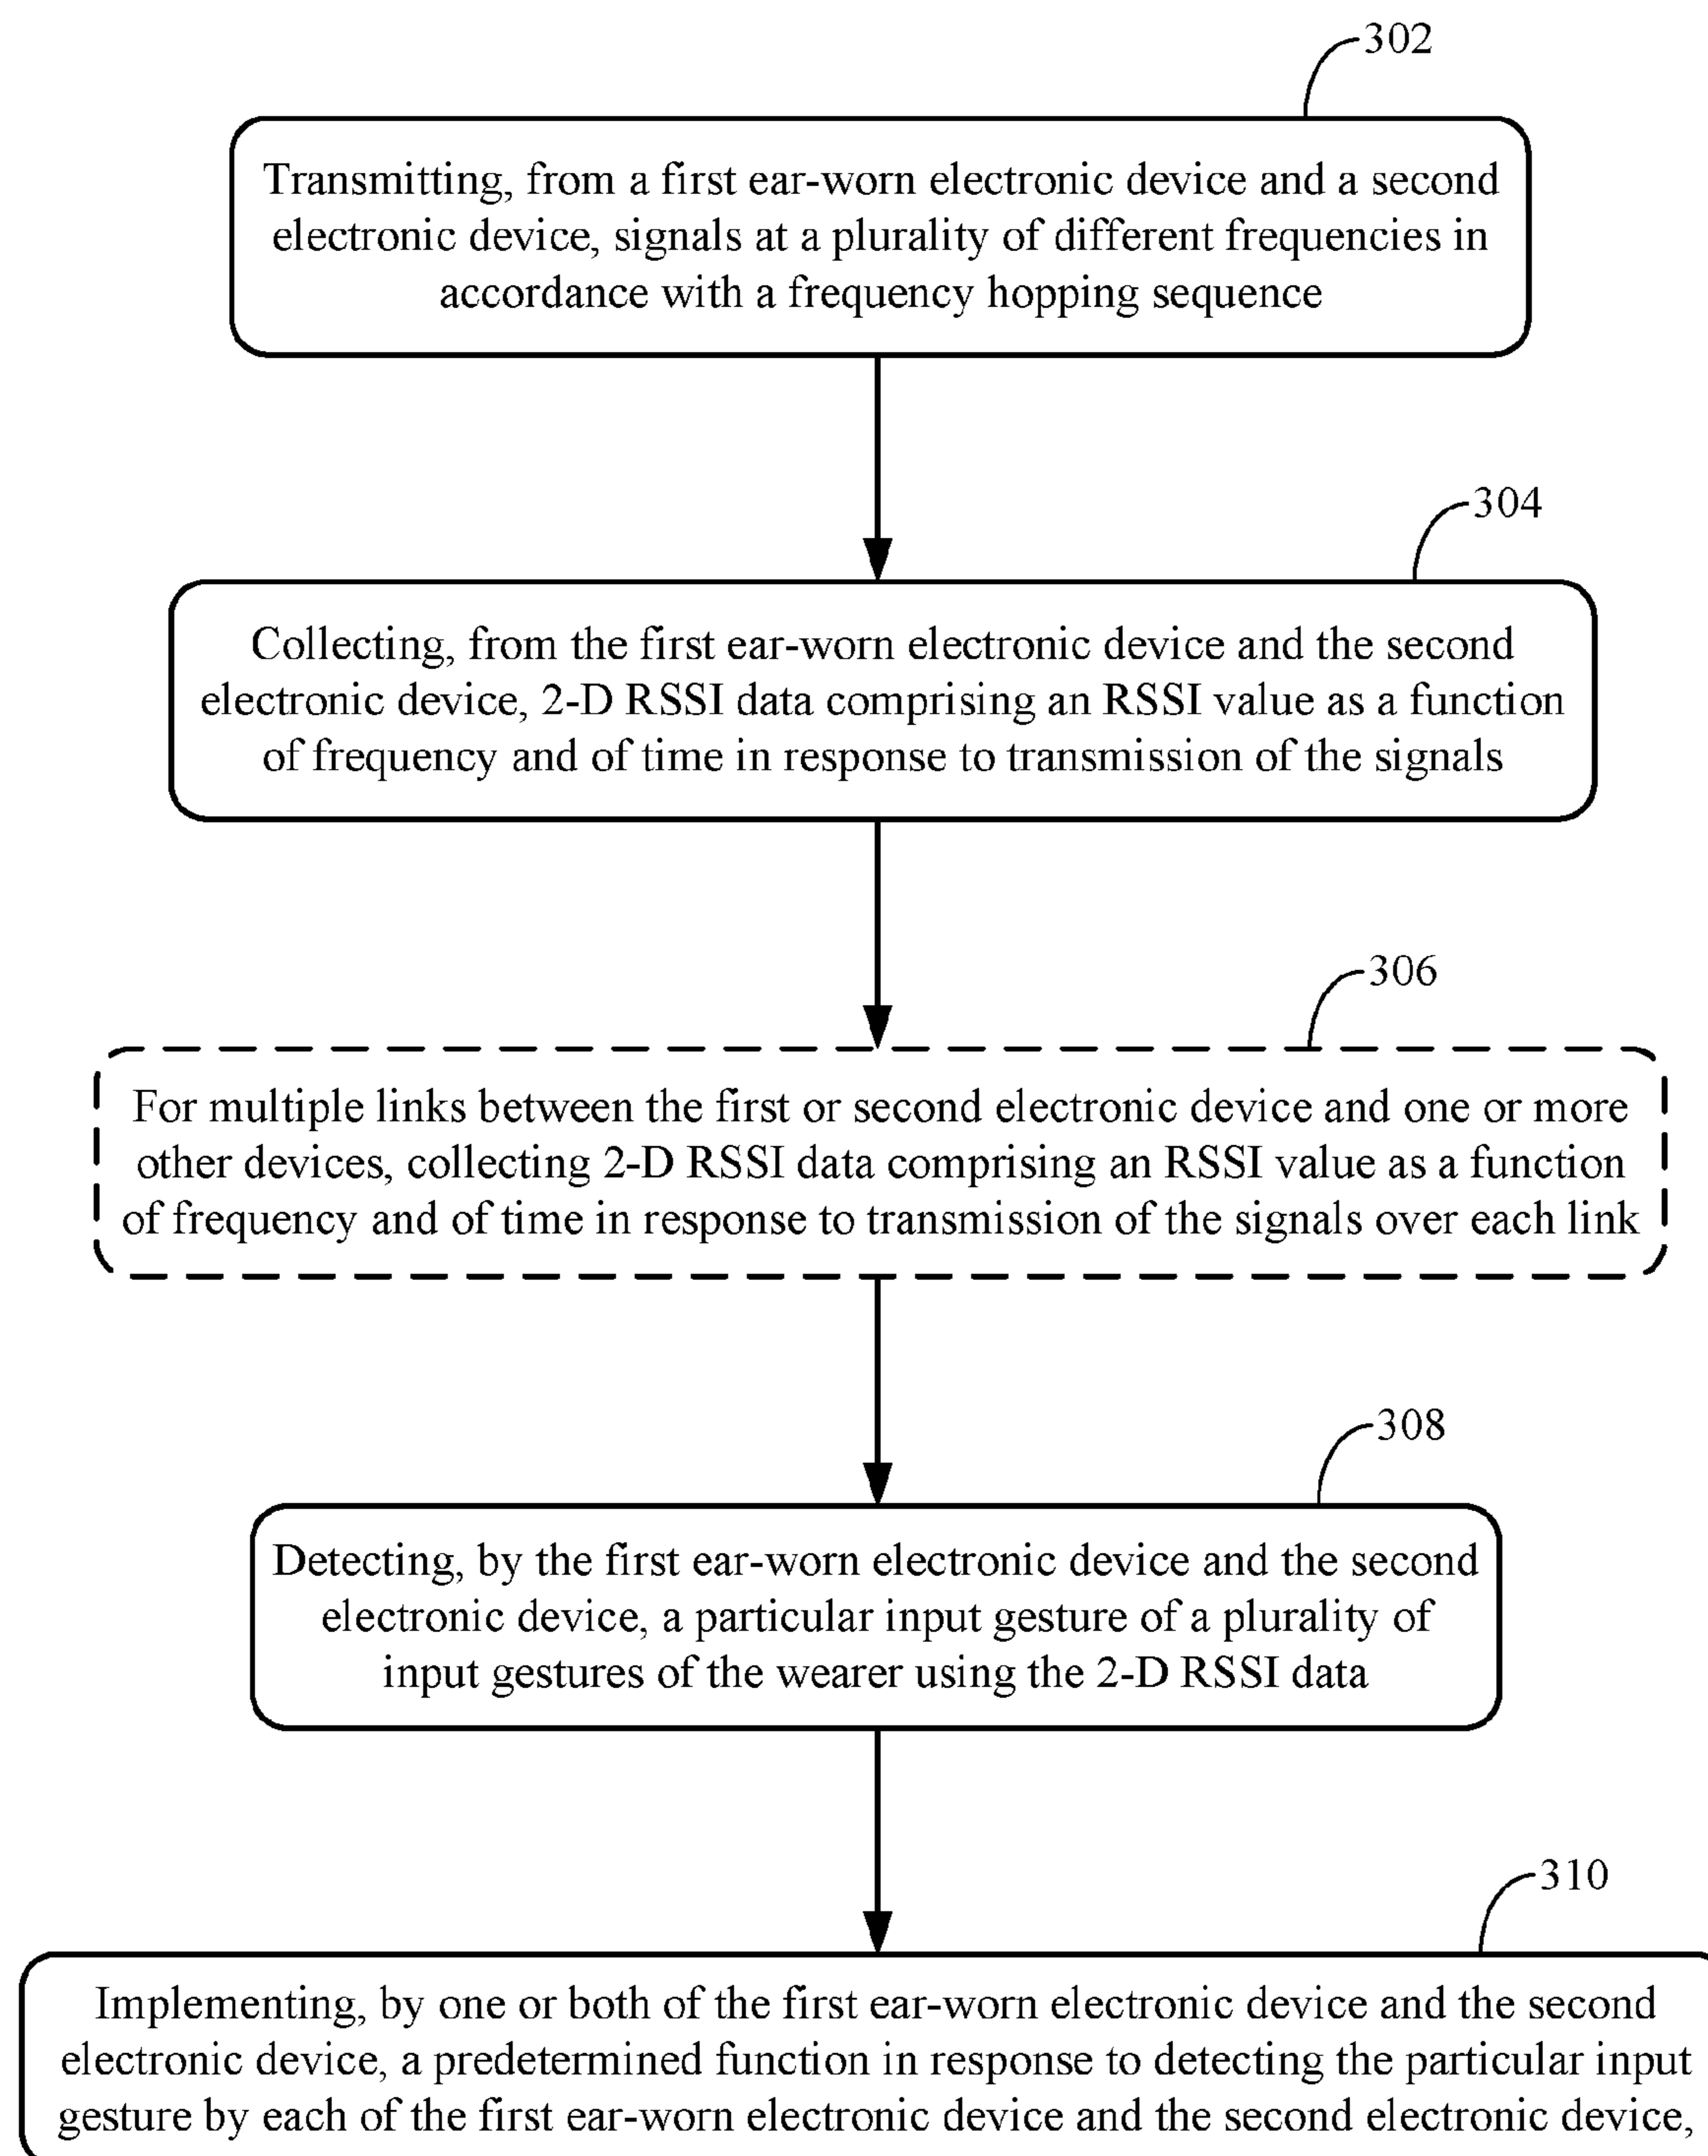 302
Transmitting, from a first ear-worn electronic device and a second
electronic device, signals at a plurality of different frequencies in
accordance with a frequency hopping sequence
304
Collecting, from the first ear-worn electronic device and the second
electronic device, 2-D RSSI data comprising an RSSI value as a function
of frequency and of time in response to transmission of the signals
306
For multiple links between the first or second electronic device and one or more
other devices, collecting 2-D RSSI data comprising an RSSI value as a function
of frequency and of time in response to transmission of the signals over each link
308
Detecting, by the first ear-worn electronic device and the second
electronic device, a particular input gesture of a plurality of
input gestures of the wearer using the 2-D RSSI data
310
Implementing, by one or both of the first ear-worn electronic device and the second
electronic device, a predetermined function in response to detecting the particular input
gesture by each of the first ear-worn electronic device and the second electronic device,